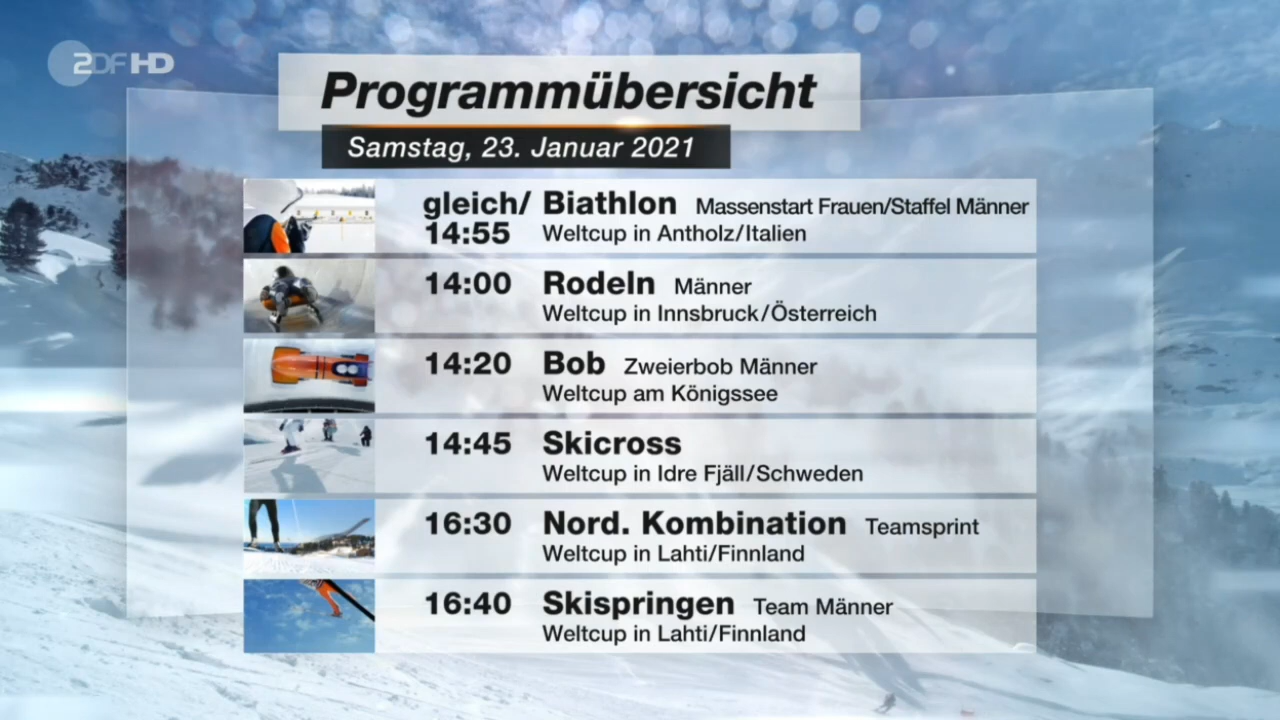 ZDF HD
Programmübersicht
Samstag, 23. Januar 2021
gleich/ Biathlon Massenstart Frauen/Staffel Männer
14:55 Weltcup in Antholz/Italien
14:00 Rodeln Männer
Weltcup in Innsbruck/Österreich
14:20 Bob Zweierbob Männer
Weltcup am Königssee
14:45 Skicross
Weltcup in Idre Fjäll/Schweden
16:30 Nord. Kombination Teamsprint
Weltcup in Lahti/Finnland
16:40 Skispringen Team Männer
Weltcup in Lahti/Finnland